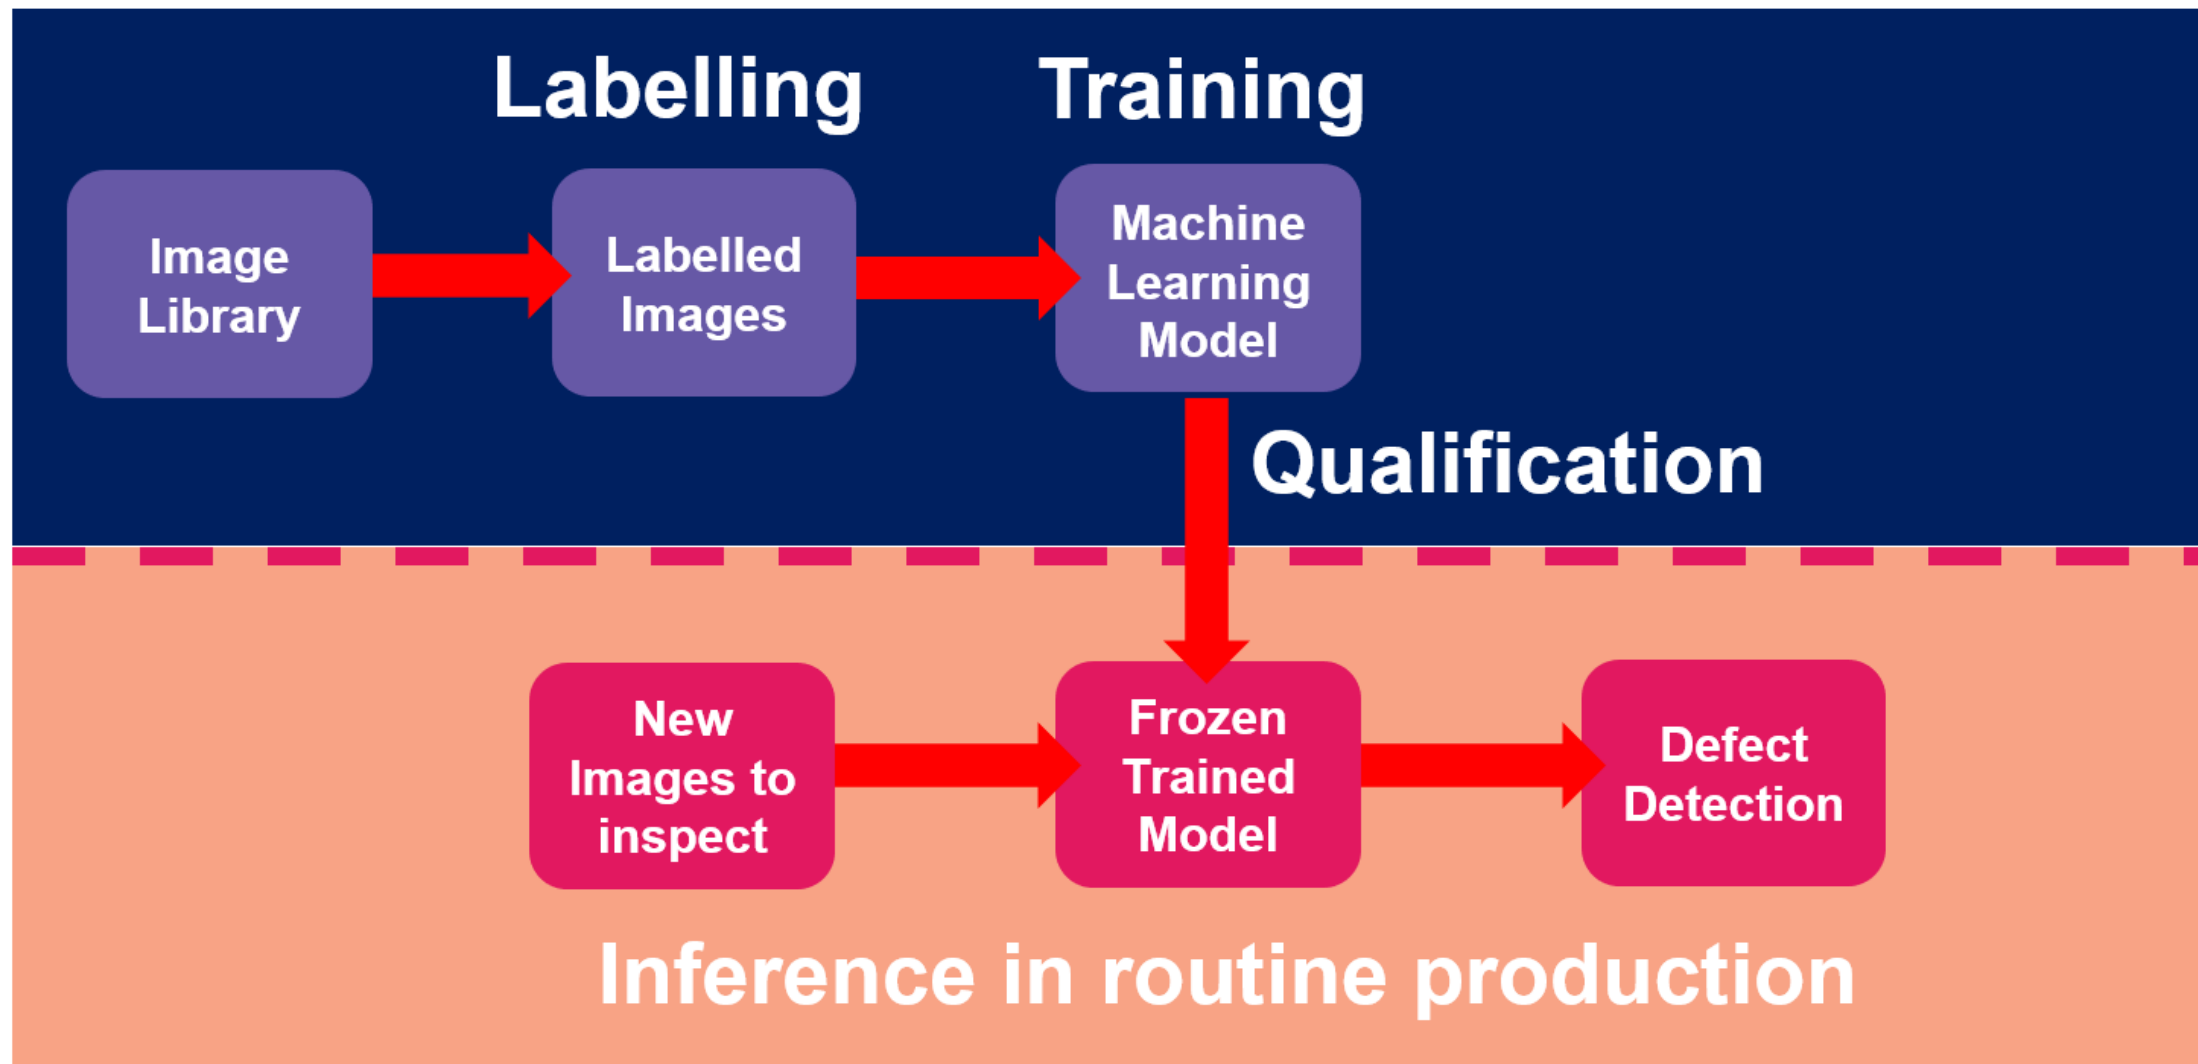 Labelling
Training
Image
Library
Labelled
Images
Machine
Learning
Model
Qualification
New
Images to
inspect
Frozen
Trained
Model
Defect
Detection
Inference in routine production